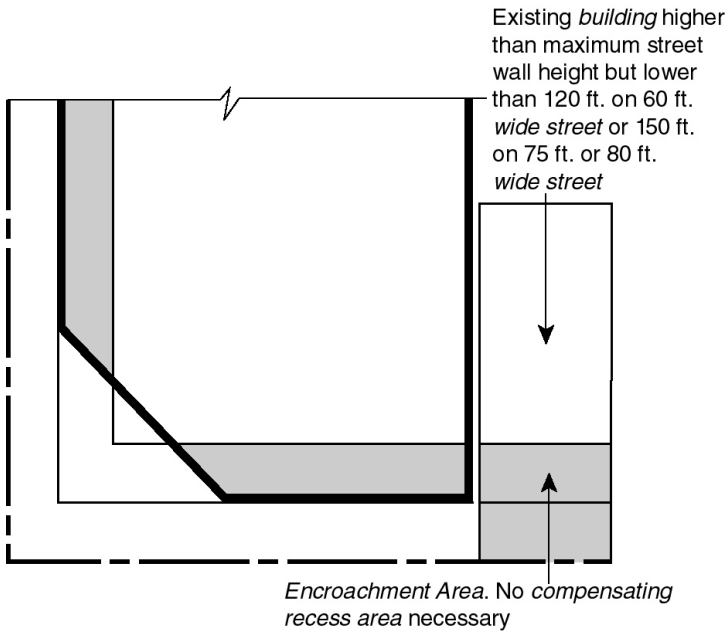 Existing building higher
than maximum street
wall height but lower
than 120 ft. on 60 ft.
wide street or 150 ft.
on 75 ft. or 80 ft.
wide street
Encroachment Area. No compensating
recess area necessary